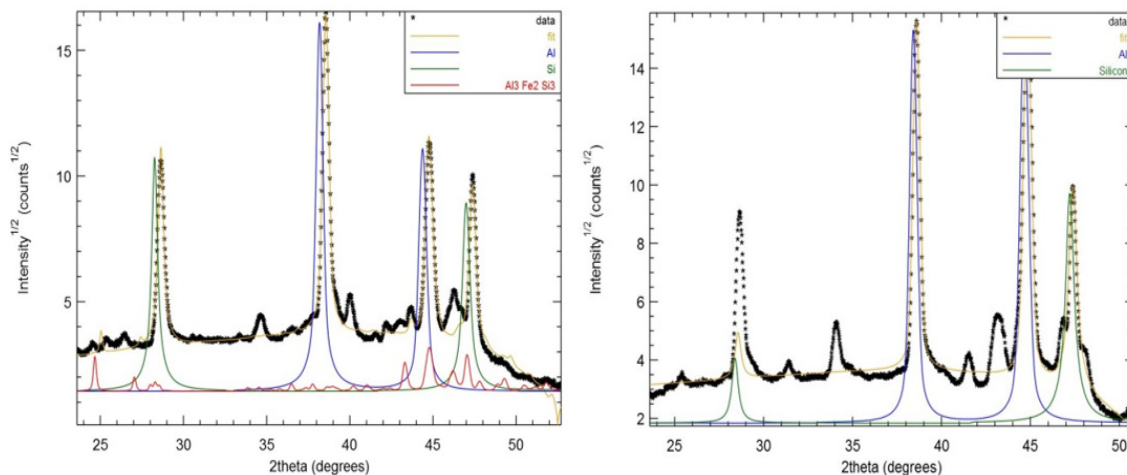 * data
fit
Al
Si
Al3 Fe2 Si3
15
10
5
Intensity1/2 (counts1/2)
25 30 35 40 45 50
2theta (degrees)
* data
fit
Al
Silicon
14
12
10
8
6
4
2
Intensity1/2 (counts1/2)
25 30 35 40 45 50
2theta (degrees)